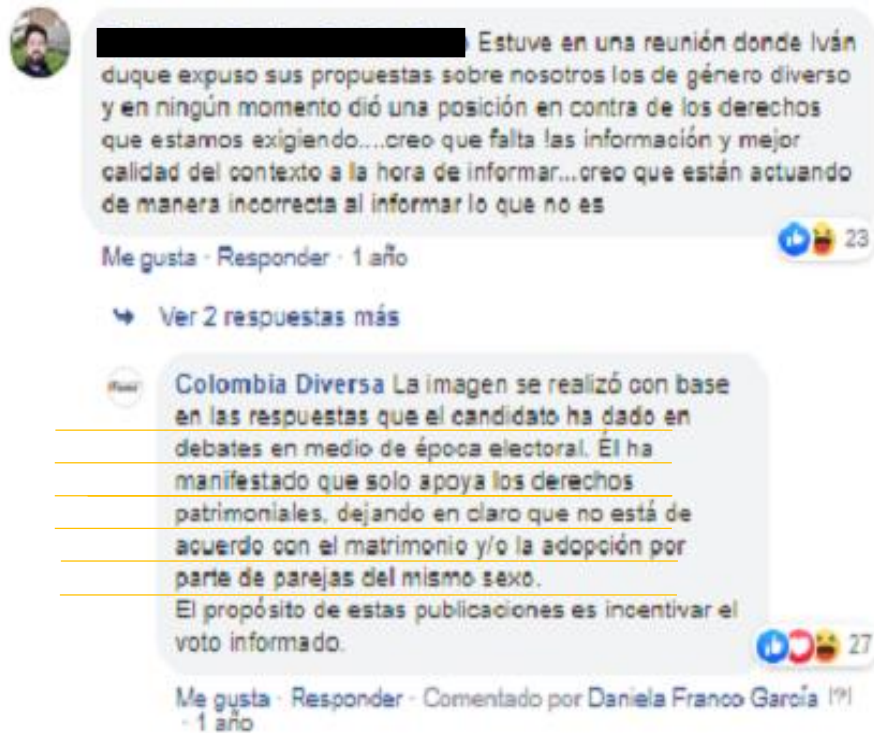 Estuve en una reunión donde Iván
duque expuso sus propuestas sobre nosotros los de género diverso
y en ningún momento dió una posición en contra de los derechos
que estamos exigiendo....creo que falta las información y mejor
calidad del contexto a la hora de informar...creo que están actuando
de manera incorrecta al informar lo que no es
23
Me gusta · Responder · 1 año
Ver 2 respuestas más
Colombia Diversa La imagen se realizó con base
en las respuestas que el candidato ha dado en
debates en medio de época electoral. Él ha
manifestado que solo apoya los derechos
patrimoniales, dejando en claro que no está de
acuerdo con el matrimonio y/o la adopción por
parte de parejas del mismo sexo.
El propósito de estas publicaciones es incentivar el
voto informado.
27
Me gusta · Responder · Comentado por Daniela Franco García [?]
· 1 año